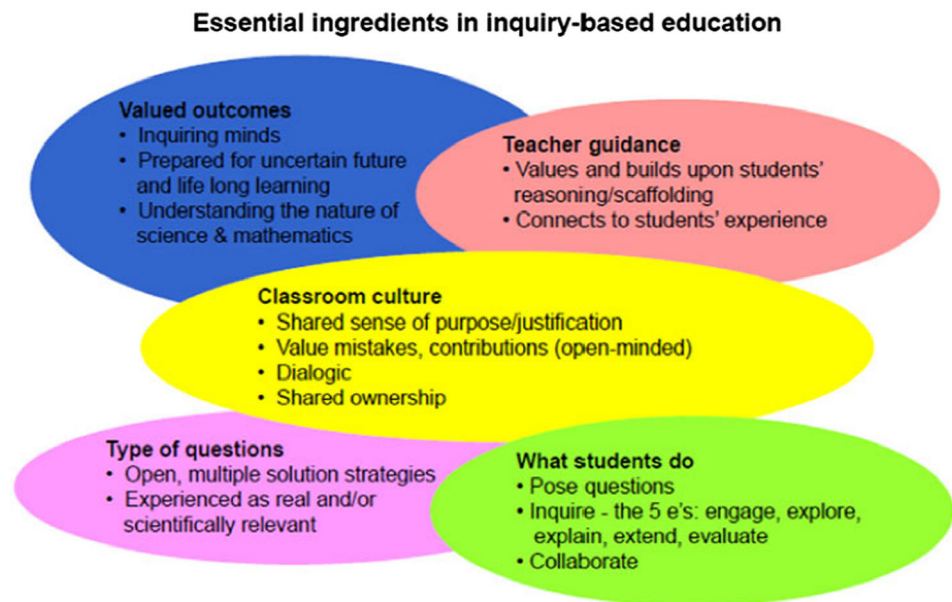 Essential ingredients in inquiry-based education
Valued outcomes
• Inquiring minds
• Prepared for uncertain future
and life long learning
• Understanding the nature of
science & mathematics
Teacher guidance
• Values and builds upon students'
reasoning/scaffolding
• Connects to students' experience
Classroom culture
• Shared sense of purpose/justification
• Value mistakes, contributions (open-minded)
• Dialogic
• Shared ownership
Type of questions
• Open, multiple solution strategies
• Experienced as real and/or
scientifically relevant
What students do
• Pose questions
• Inquire - the 5 e's: engage, explore,
explain, extend, evaluate
• Collaborate